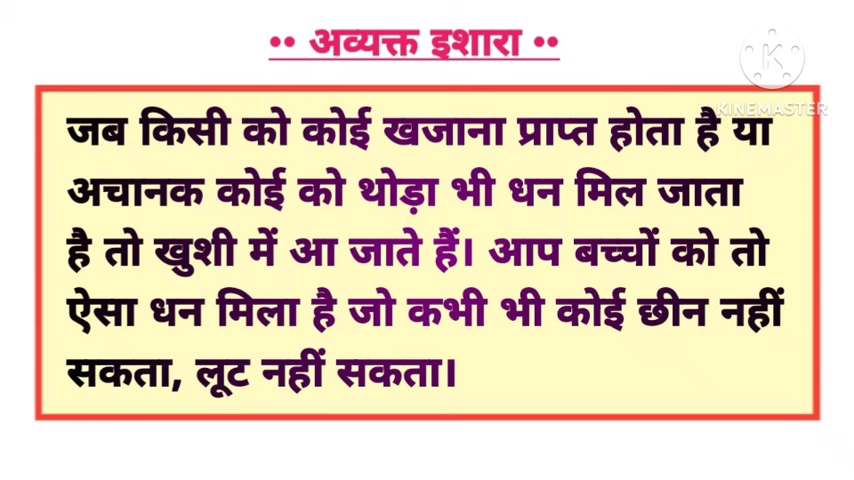 •• अव्यक्त इशारा ••
KINEMASTER
जब किसी को कोई खजाना प्राप्त होता है या
अचानक कोई को थोड़ा भी धन मिल जाता
है तो खुशी में आ जाते हैं। आप बच्चों को तो
ऐसा धन मिला है जो कभी भी कोई छीन नहीं
सकता, लूट नहीं सकता।